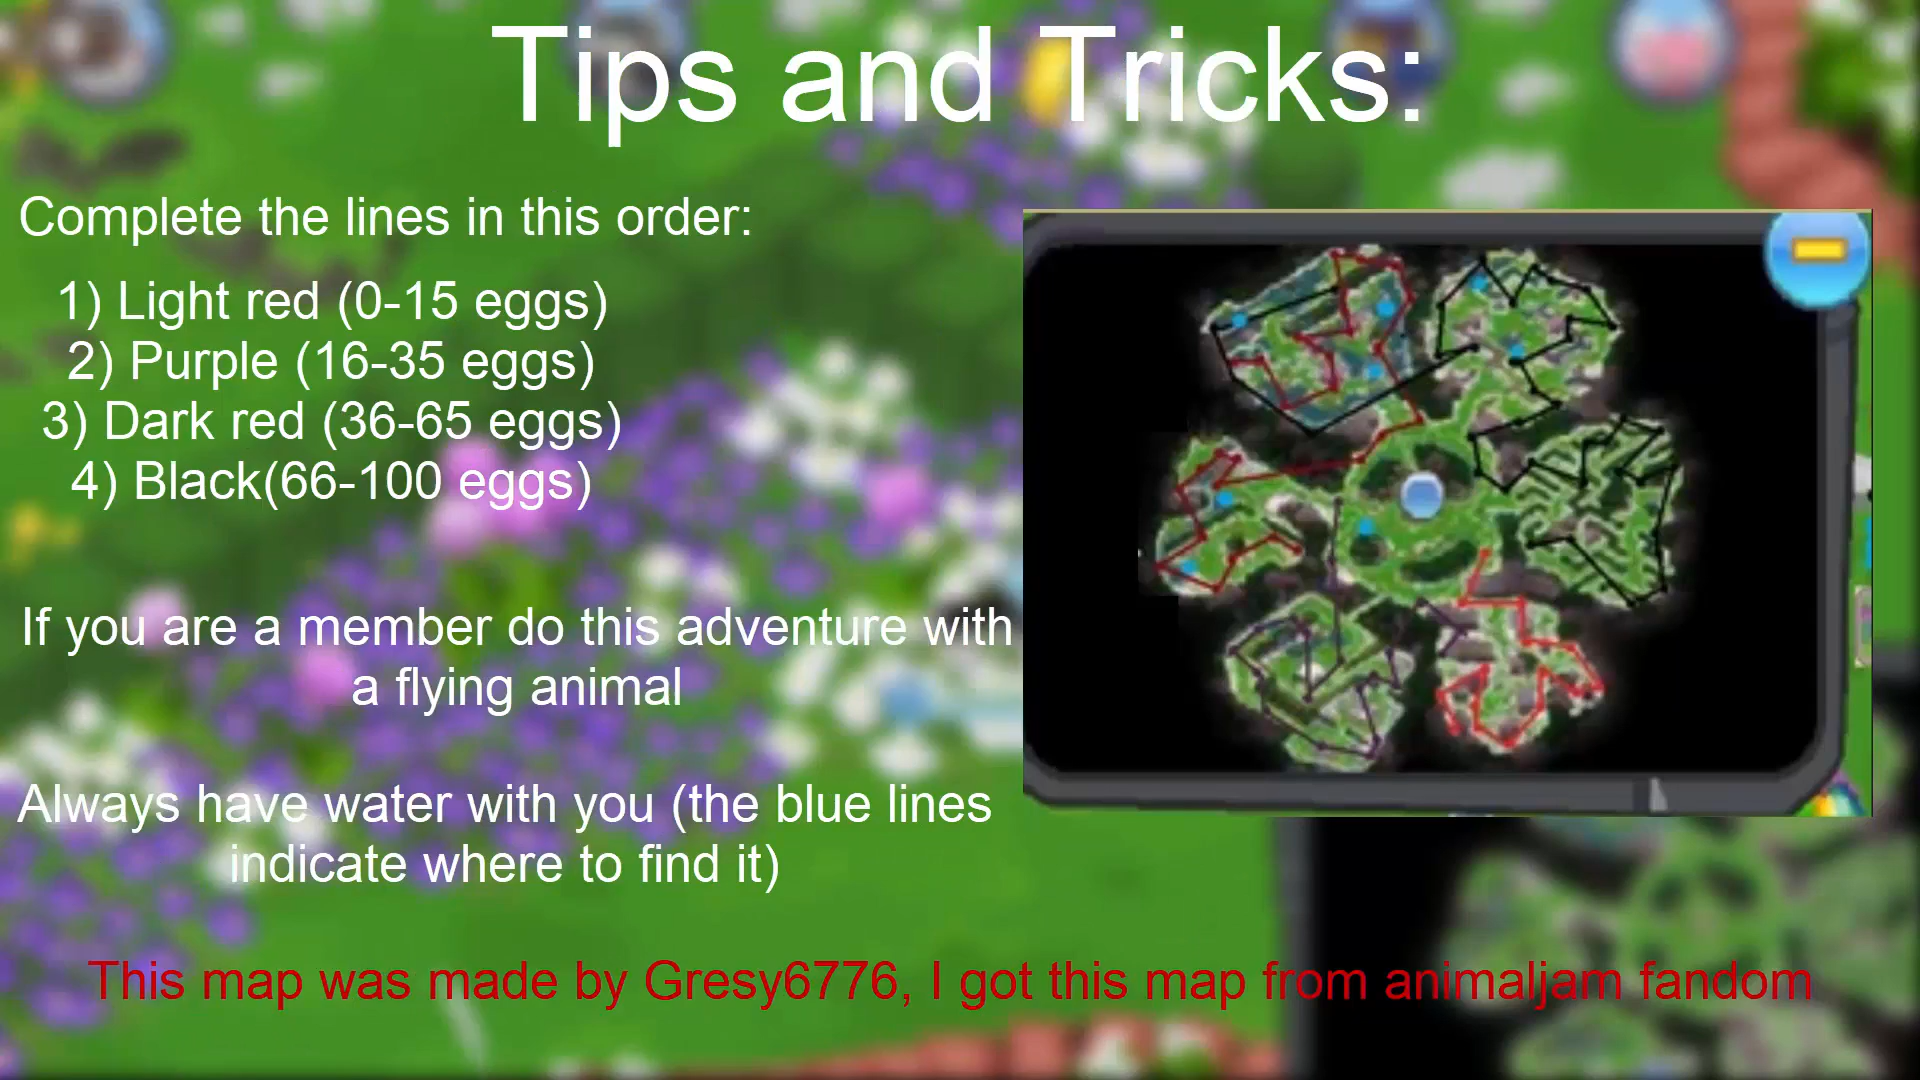 Tips and Tricks:
Complete the lines in this order:
1) Light red (0-15 eggs)
2) Purple (16-35 eggs)
3) Dark red (36-65 eggs)
4) Black(66-100 eggs)
If you are a member do this adventure with
a flying animal
Always have water with you (the blue lines
indicate where to find it)
This map was made by Gresy6776, I got this map from animaljam fandom